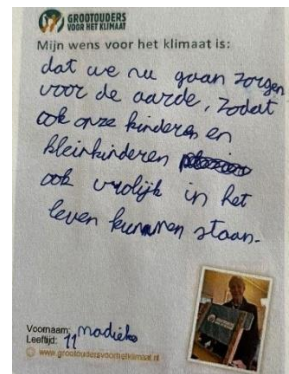 GROOTOUDERS
VOOR HET KLIMAAT
Mijn wens voor het klimaat is:
dat we nu gaan zorgen
voor de aarde, zodat
ook onze kinderen en
kleinkinderen
ook vrolijk in het
leven kunnen staan.
Voornaam: Madieke
Leeftijd: 11
www.grootoudersvoorhetklimaat.nl